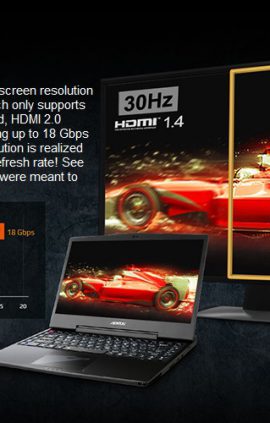 screen resolution
ch only supports
d, HDMI 2.0
ng up to 18 Gbps
ution is realized
efresh rate! See
were meant to
30Hz
HDMI 1.4
18 Gbps
5 20
AORUS